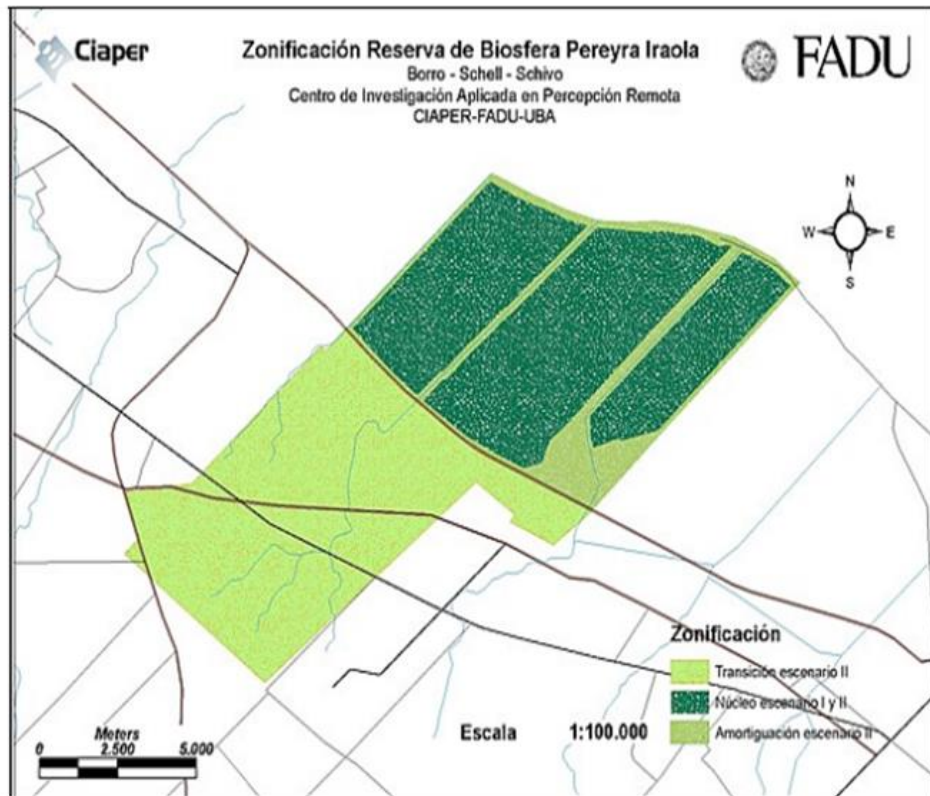 Ciaper
Zonificación Reserva de Biosfera Pereyra Iraola
Borro - Schell - Schivo
Centro de Investigación Aplicada en Percepción Remota
CIAPER-FADU-UBA
FADU
N
W E
S
Zonificación
Transición escenario II
Núcleo escenario I y II
Amortiguación escenario II
Escala 1:100.000
Meters
0 2.500 5.000